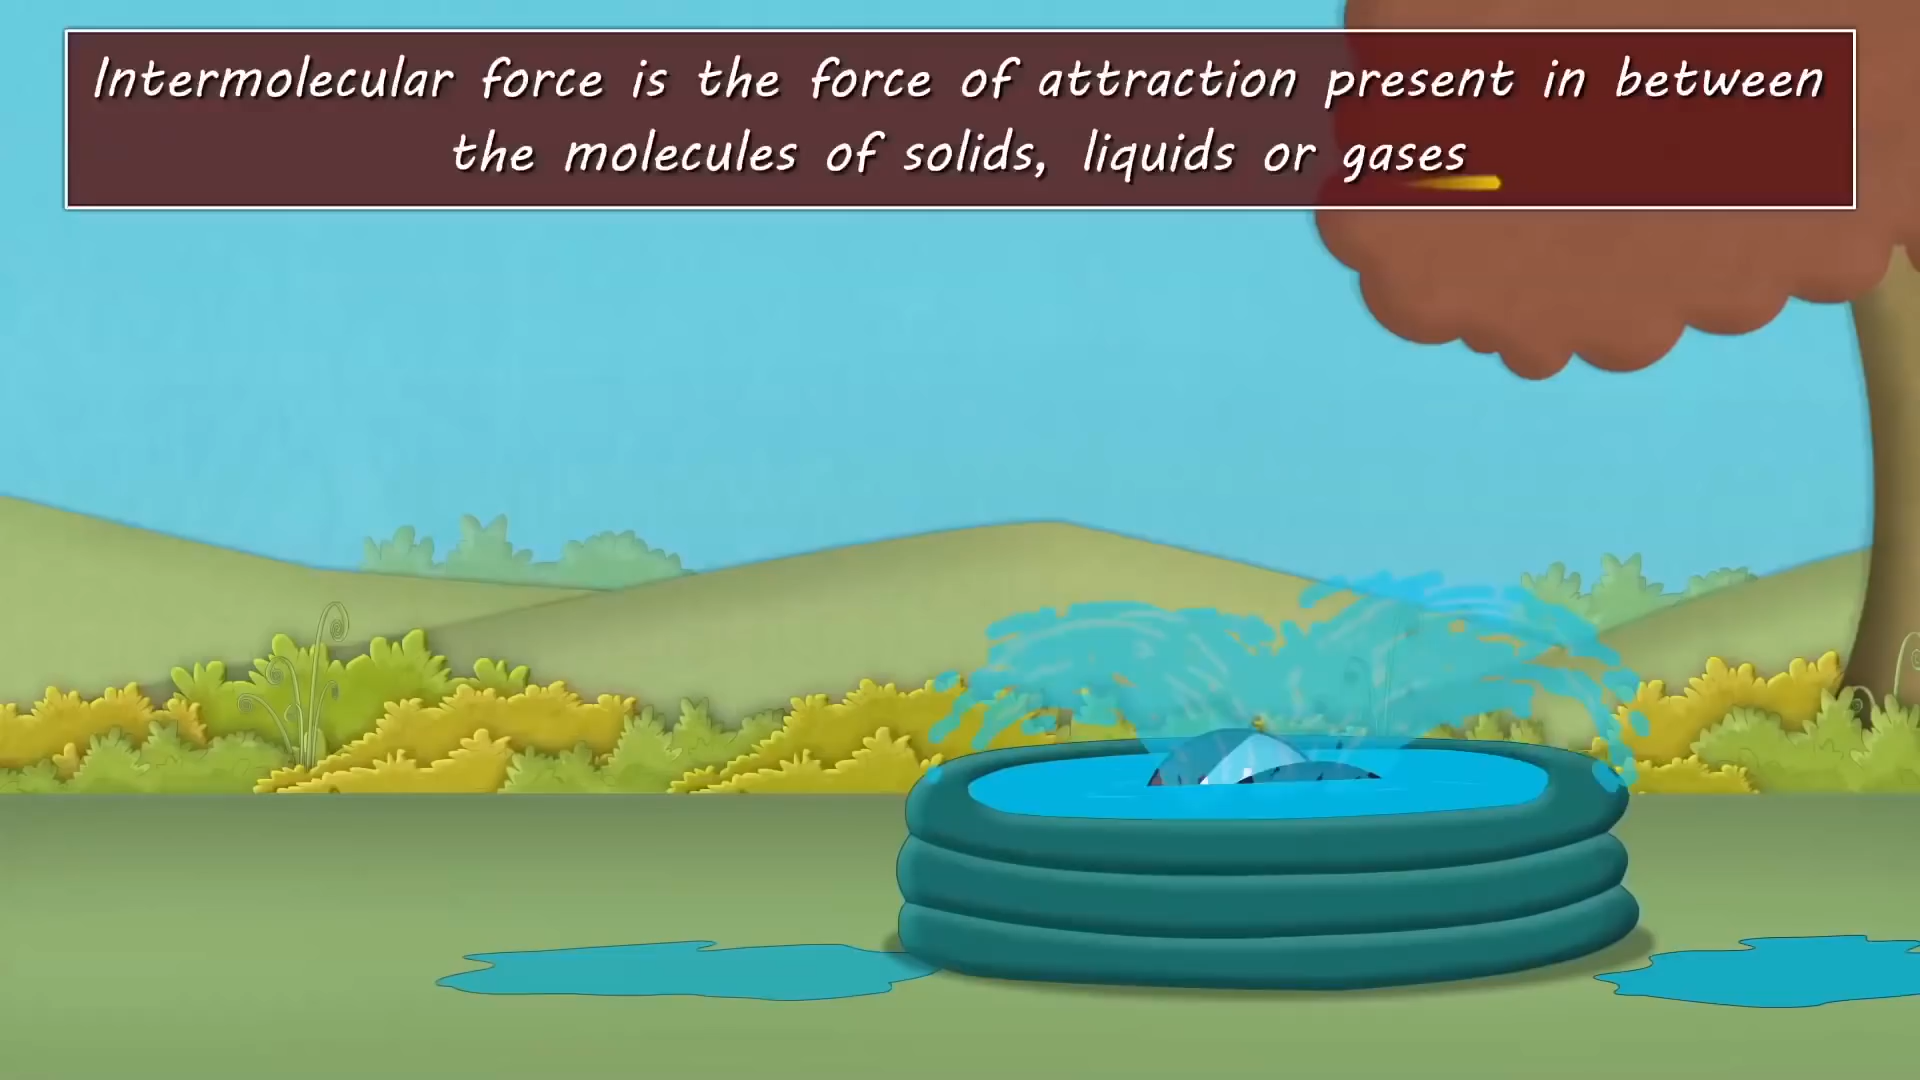 Intermolecular force is the force of attraction present in between
the molecules of solids, liquids or gases